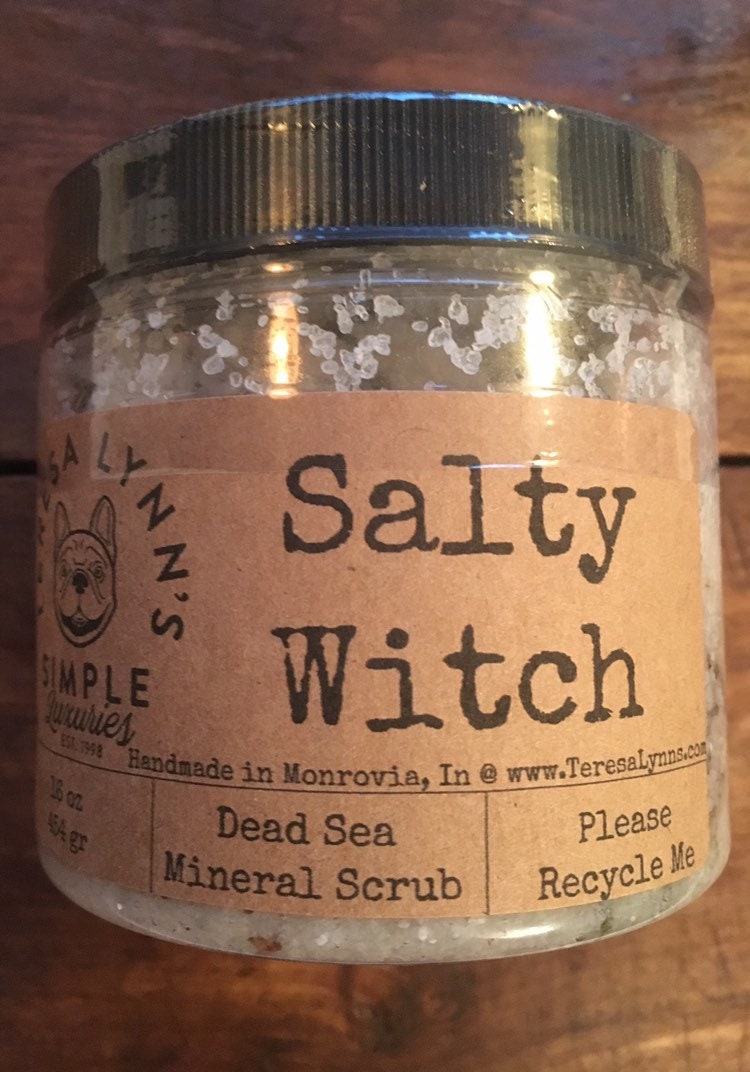 TERESA LYNN'S
SIMPLE
Luxuries
EST. 1998
Salty
Witch
Handmade in Monrovia, In @ www.TeresaLynns.com
16 oz
454 gr
Dead Sea
Mineral Scrub
Please
Recycle Me